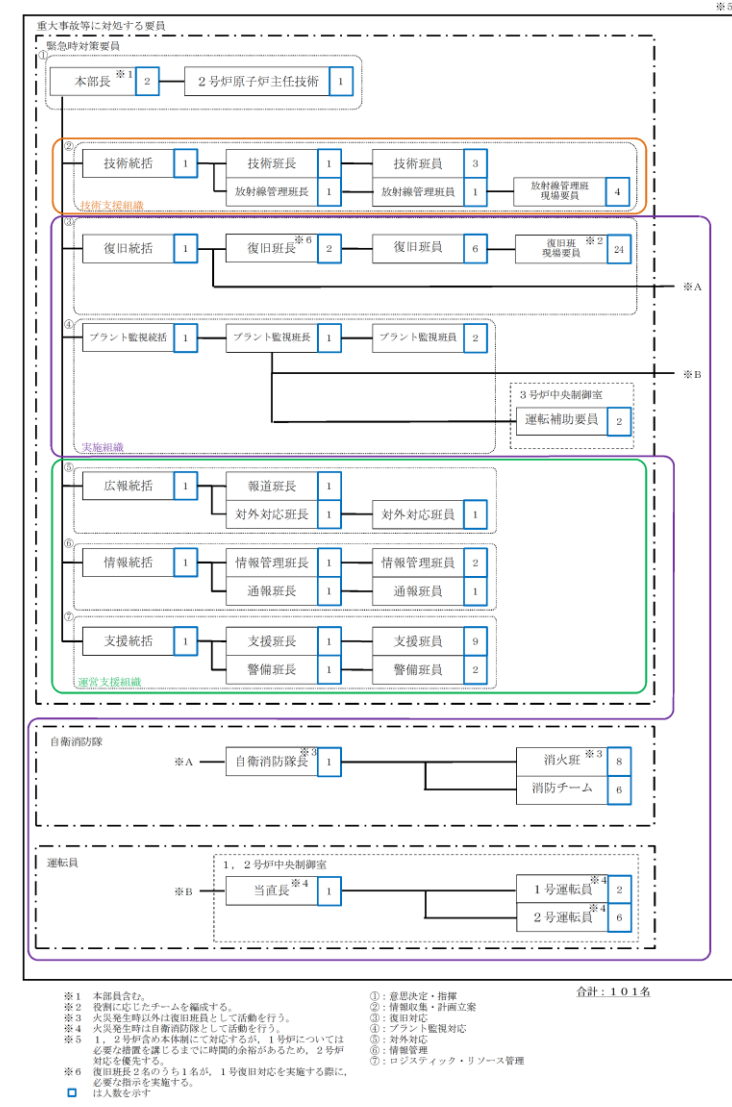 ※5
重大事故等に対処する要員
緊急時対策要員
①
本部長 ※1 2 2号炉原子炉主任技術 1
②
技術統括 1 技術班長 1 技術班員 3
放射線管理班長 1 放射線管理班員 1 放射線管理班現場要員 4
技術支援組織
③
復旧統括 1 復旧班長 ※6 2 復旧班員 6 復旧班現場要員 ※2 24
※A
④
プラント監視統括 1 プラント監視班長 1 プラント監視班員 2
※B
3号炉中央制御室
運転補助要員 2
実施組織
⑤
広報統括 1 報道班長 1
対外対応班長 1 対外対応班員 1
⑥
情報統括 1 情報管理班長 1 情報管理班員 2
通報班長 1 通報班員 1
⑦
支援統括 1 支援班長 1 支援班員 9
警備班長 1 警備班員 2
運営支援組織
自衛消防隊
※A 自衛消防隊長 ※3 1 消火班 ※3 8
消防チーム 6
運転員
1,2号炉中央制御室
※B 当直長 ※4 1 1号運転員 ※4 2
2号運転員 ※4 6
合計:101名
※1 本部員含む。
※2 役割に応じたチームを編成する。
※3 火災発生時以外は復旧班員として活動を行う。
※4 火災発生時は自衛消防隊として活動を行う。
※5 1,2号炉含め本体制にて対応するが,1号炉については
必要な措置を講じるまでに時間的余裕があるため,2号炉
対応を優先する。
※6 復旧班長2名のうち1名が,1号復旧対応を実施する際に,
必要な指示を実施する。
は人数を示す
①:意思決定・指揮
②:情報収集・計画立案
③:復旧対応
④:プラント監視対応
⑤:対外対応
⑥:情報管理
⑦:ロジスティック・リソース管理